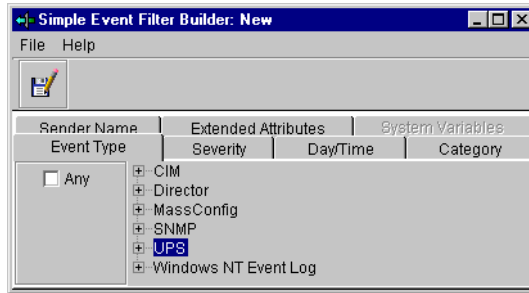 Simple Event Filter Builder: New
File Help
Sender Name Extended Attributes System Variables
Event Type Severity Day/Time Category
Any
CIM
Director
MassConfig
SNMP
UPS
Windows NT Event Log